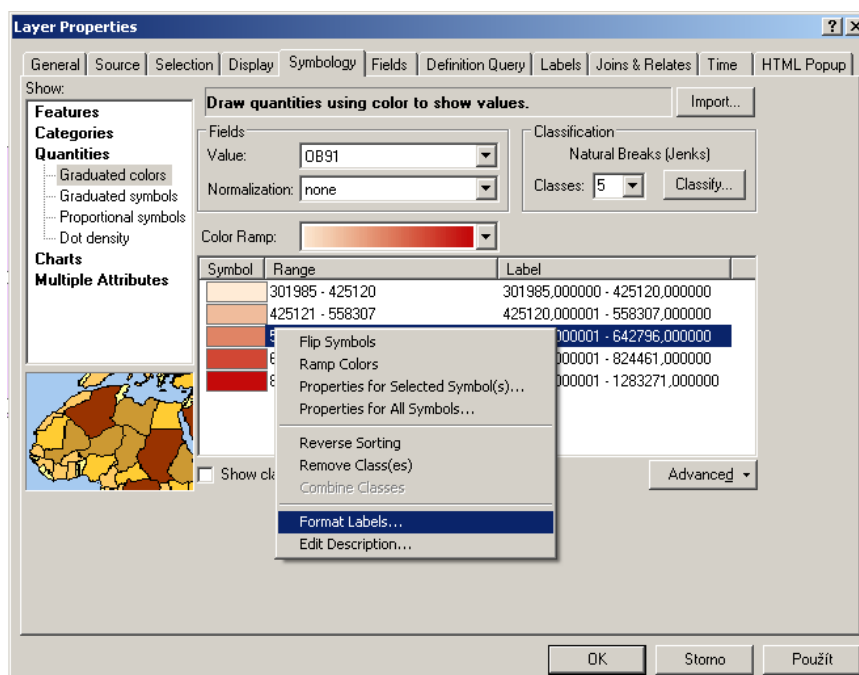 Layer Properties
General Source Selection Display Symbology Fields Definition Query Labels Joins & Relates Time HTML Popup
Show:
Features
Categories
Quantities
Graduated colors
Graduated symbols
Proportional symbols
Dot density
Charts
Multiple Attributes
Draw quantities using color to show values.
Import...
Fields
Value: OB91
Normalization: none
Classification
Natural Breaks (Jenks)
Classes: 5 Classify...
Color Ramp:
Symbol Range Label
301985 - 425120 301985,000000 - 425120,000000
425121 - 558307 425120,000001 - 558307,000000
5 000001 - 642796,000000
6 000001 - 824461,000000
8 000001 - 1283271,000000
Flip Symbols
Ramp Colors
Properties for Selected Symbol(s)...
Properties for All Symbols...
Reverse Sorting
Remove Class(es)
Combine Classes
Format Labels...
Edit Description...
Show cla
Advanced
OK Storno Použít